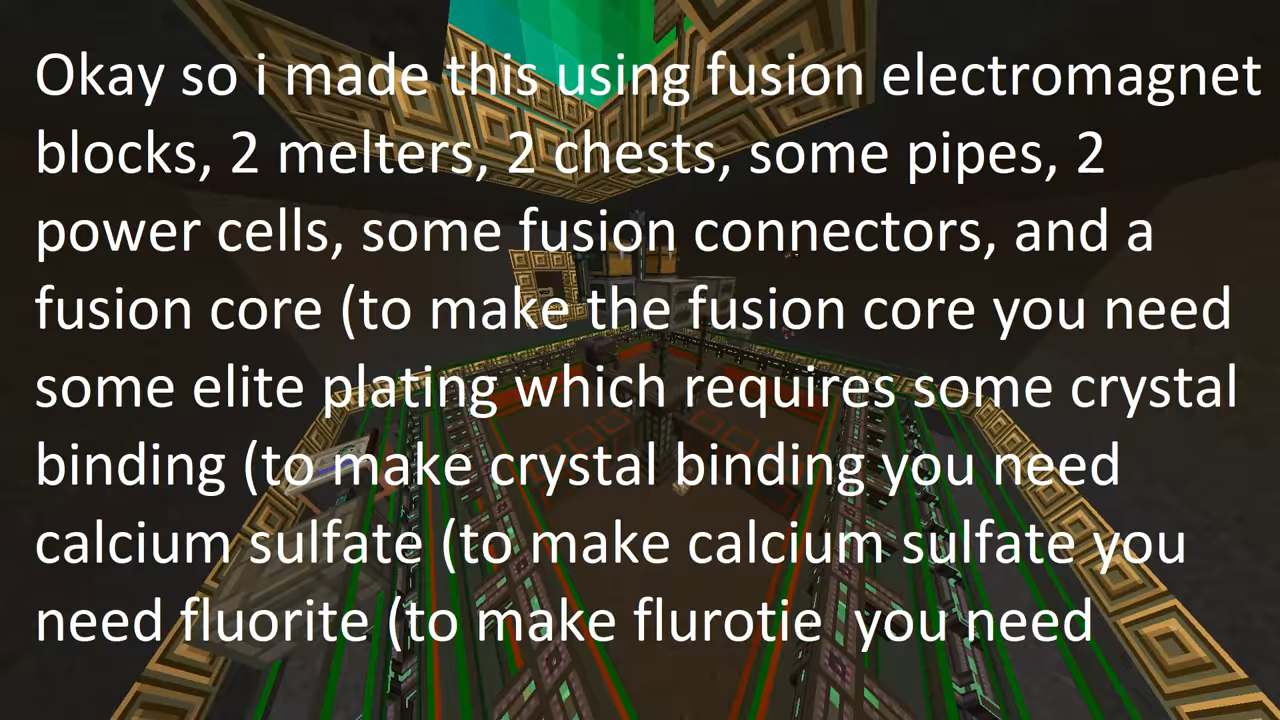 Okay so i made this using fusion electromagnet
blocks, 2 melters, 2 chests, some pipes, 2
power cells, some fusion connectors, and a
fusion core (to make the fusion core you need
some elite plating which requires some crystal
binding (to make crystal binding you need
calcium sulfate (to make calcium sulfate you
need fluorite (to make flurotie  you need